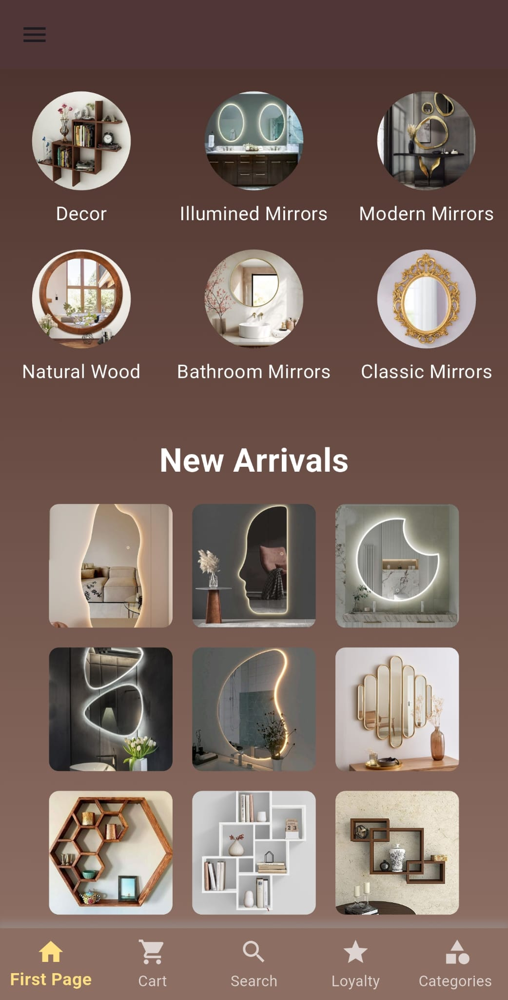 Decor
Illumined Mirrors
Modern Mirrors
Natural Wood
Bathroom Mirrors
Classic Mirrors
New Arrivals
First Page
Cart
Search
Loyalty
Categories